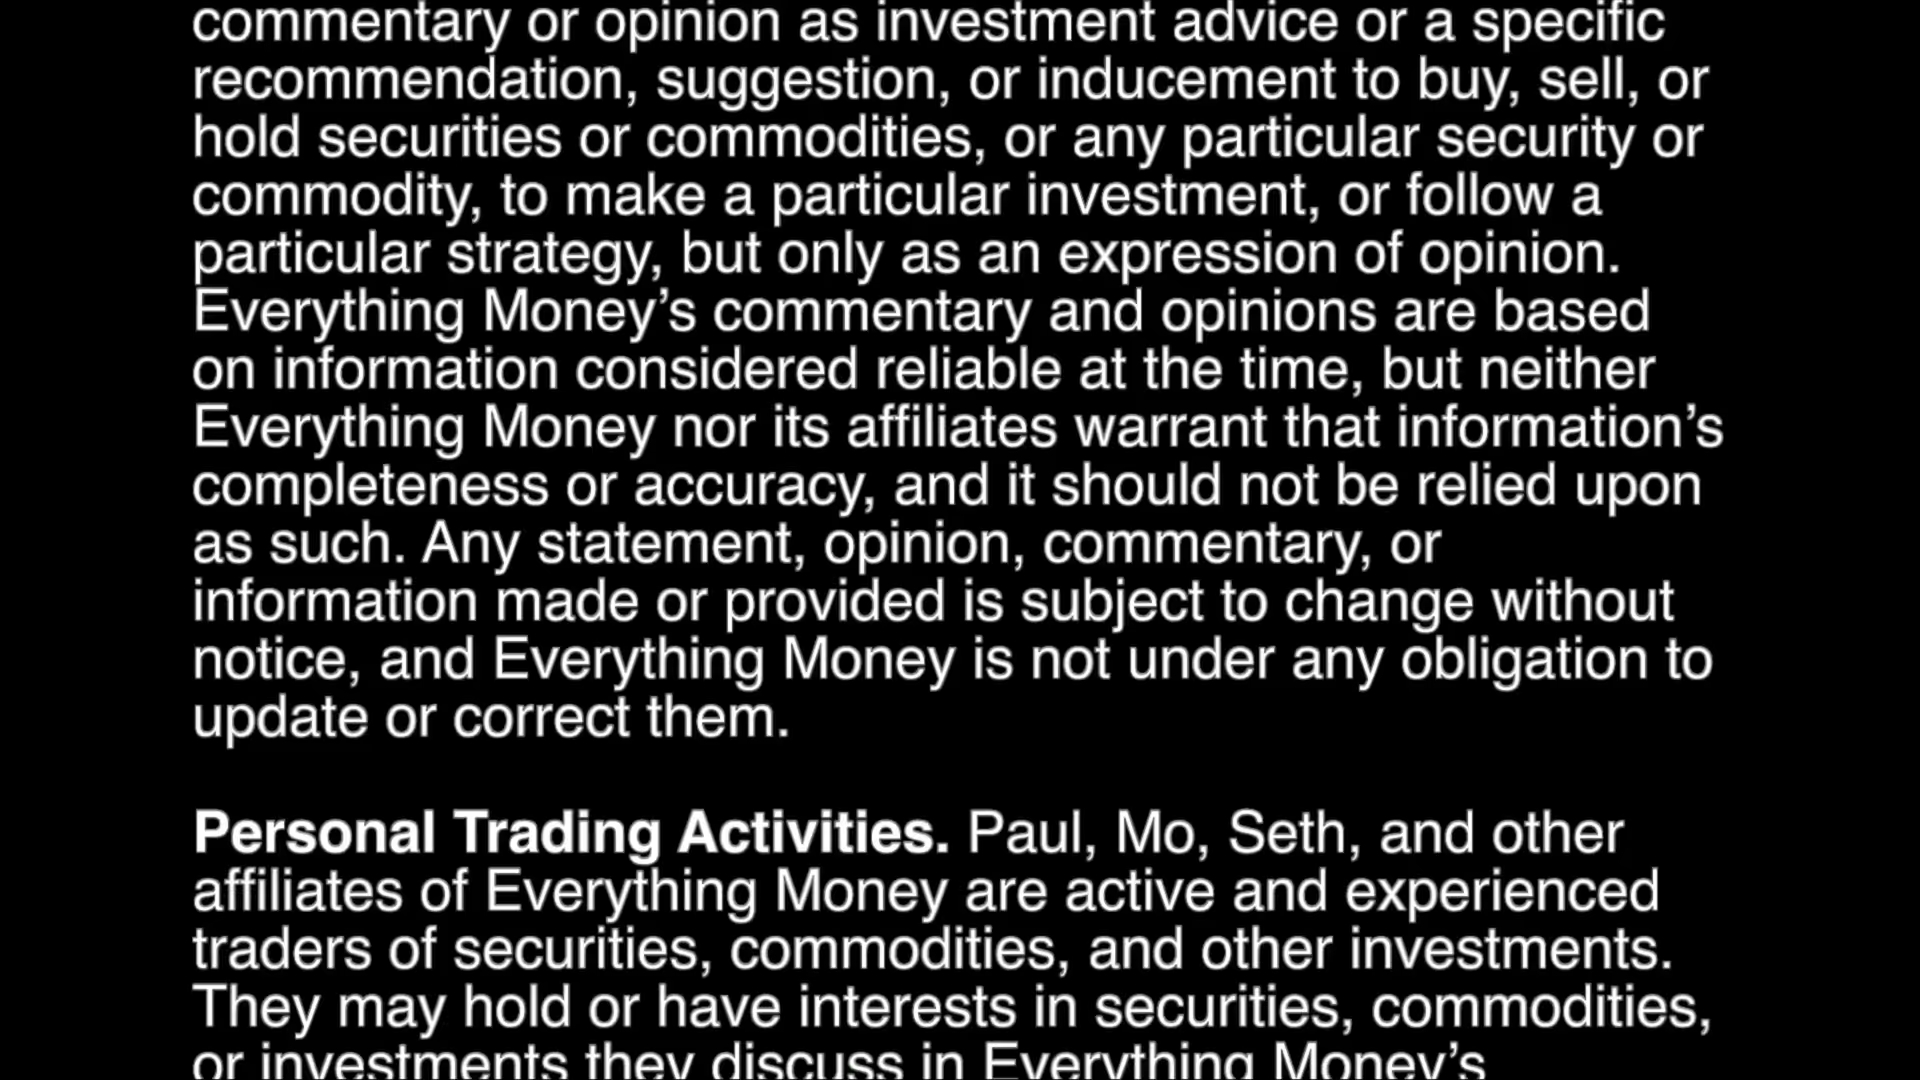 commentary or opinion as investment advice or a specific
recommendation, suggestion, or inducement to buy, sell, or
hold securities or commodities, or any particular security or
commodity, to make a particular investment, or follow a
particular strategy, but only as an expression of opinion.
Everything Money’s commentary and opinions are based
on information considered reliable at the time, but neither
Everything Money nor its affiliates warrant that information’s
completeness or accuracy, and it should not be relied upon
as such. Any statement, opinion, commentary, or
information made or provided is subject to change without
notice, and Everything Money is not under any obligation to
update or correct them.
Personal Trading Activities. Paul, Mo, Seth, and other
affiliates of Everything Money are active and experienced
traders of securities, commodities, and other investments.
They may hold or have interests in securities, commodities,
or investments they discuss in Everything Money’s